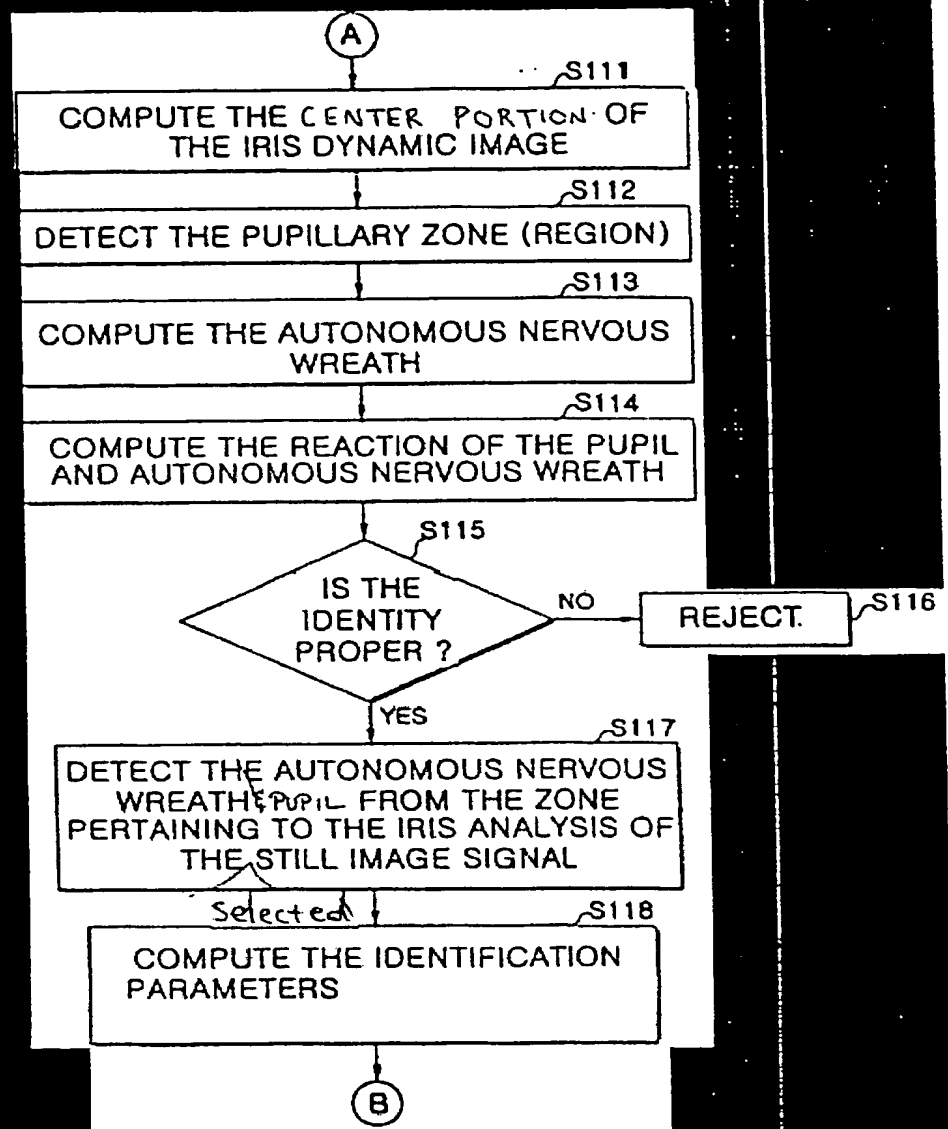 A
S111
COMPUTE THE CENTER PORTION OF
THE IRIS DYNAMIC IMAGE
S112
DETECT THE PUPILLARY ZONE (REGION)
S113
COMPUTE THE AUTONOMOUS NERVOUS
WREATH
S114
COMPUTE THE REACTION OF THE PUPIL
AND AUTONOMOUS NERVOUS WREATH
S115
IS THE
IDENTITY
PROPER ?
NO
REJECT.
S116
YES
S117
DETECT THE AUTONOMOUS NERVOUS
WREATH & PUPIL FROM THE ZONE
PERTAINING TO THE IRIS ANALYSIS OF
THE STILL IMAGE SIGNAL
Selected
S118
COMPUTE THE IDENTIFICATION
PARAMETERS
B